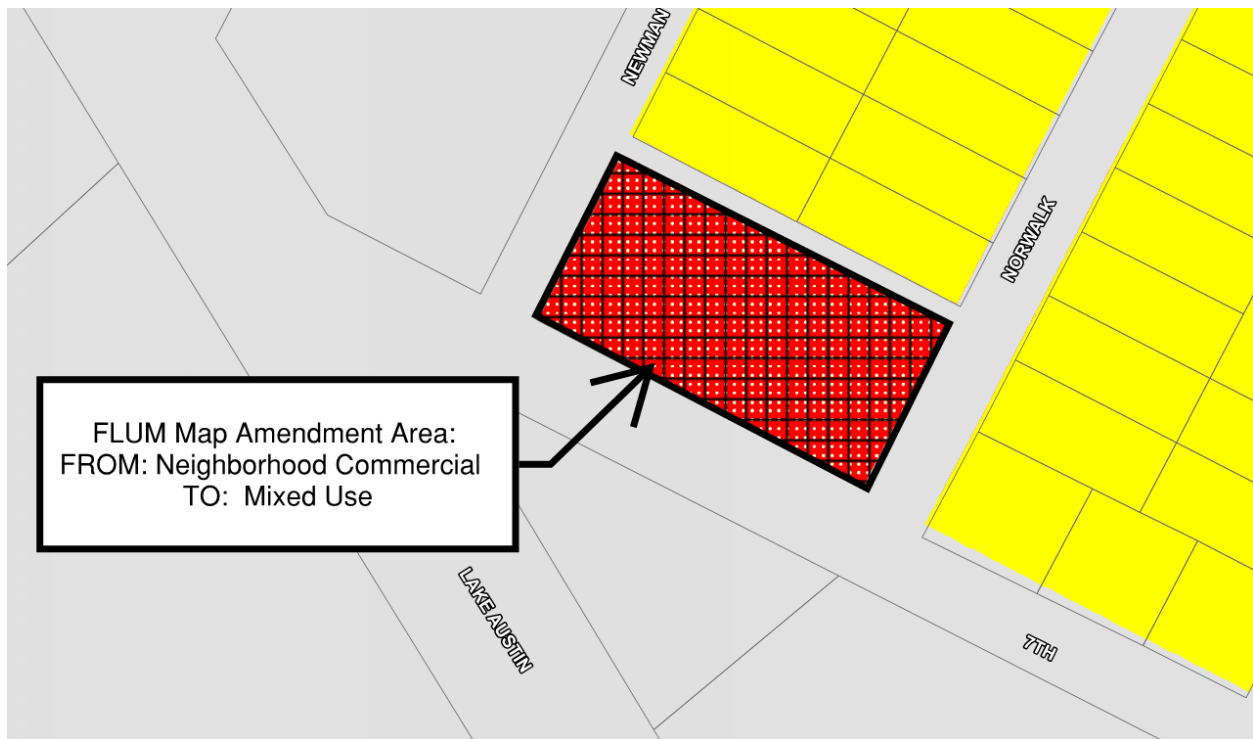 NEWMAN
NORWALK
FLUM Map Amendment Area:
FROM: Neighborhood Commercial
TO:  Mixed Use
LAKE AUSTIN
7TH